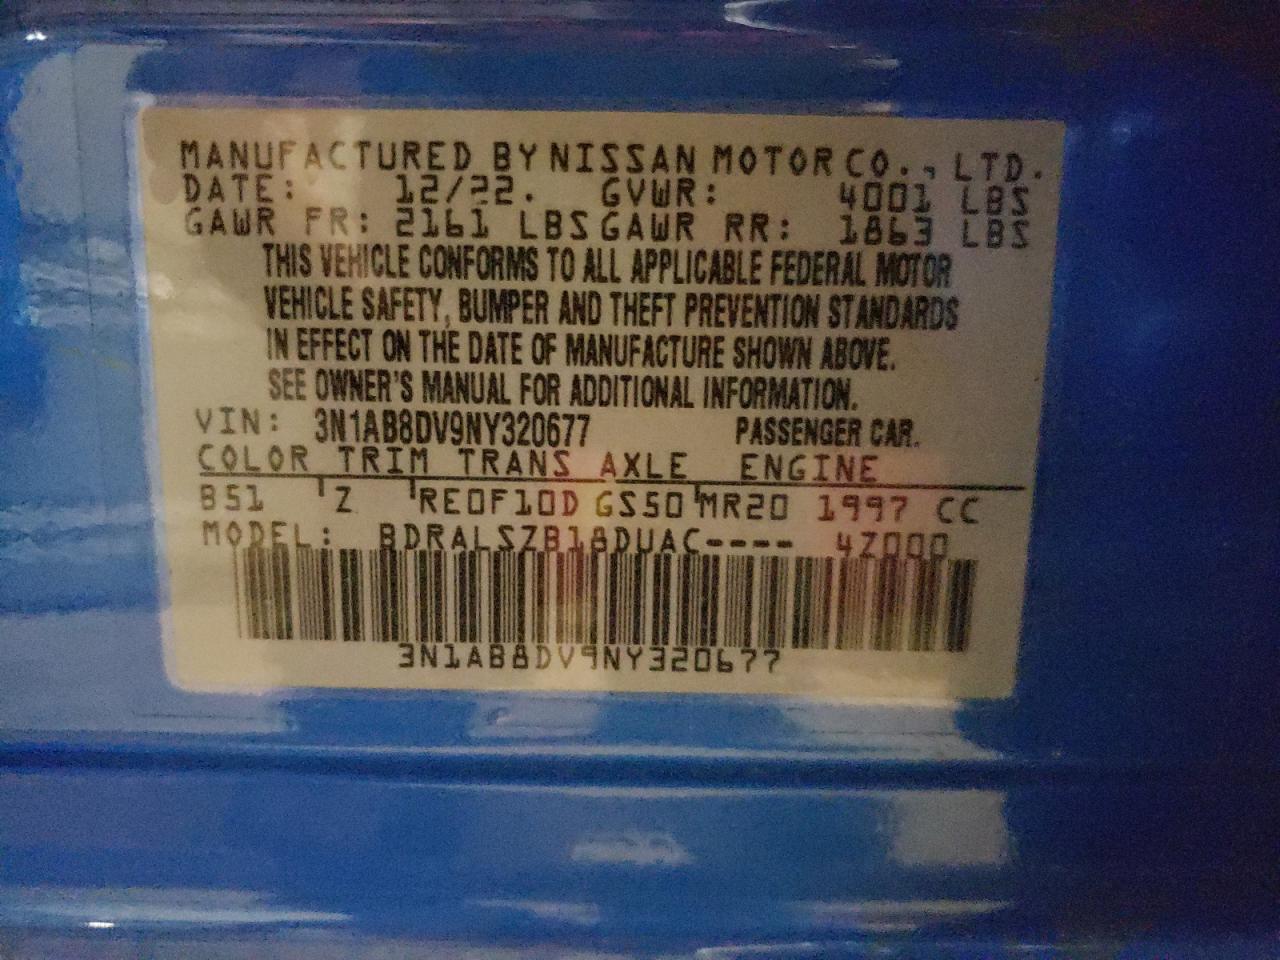 MANUFACTURED BY NISSAN MOTOR CO., LTD.
DATE: 12/22. GVWR: 4001 LBS
GAWR FR: 2161 LBS GAWR RR: 1863 LBS
THIS VEHICLE CONFORMS TO ALL APPLICABLE FEDERAL MOTOR
VEHICLE SAFETY, BUMPER AND THEFT PREVENTION STANDARDS
IN EFFECT ON THE DATE OF MANUFACTURE SHOWN ABOVE.
SEE OWNER'S MANUAL FOR ADDITIONAL INFORMATION.
VIN: 3N1AB8DV9NY320677 PASSENGER CAR.
COLOR TRIM TRANS AXLE ENGINE
B51 Z RE0F10D GS50 MR20 1997 CC
MODEL: BDRALSZB18DUAC---- 4Z000
3N1AB8DV9NY320677